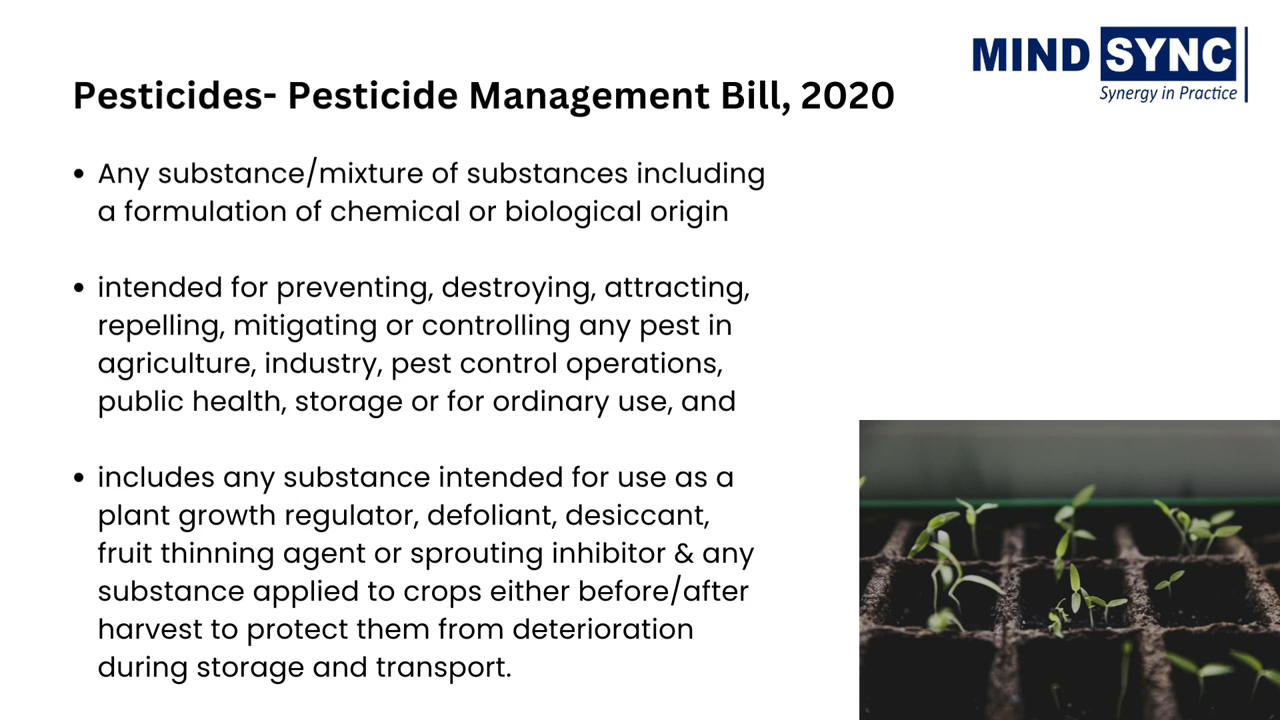 MIND SYNC
Synergy in Practice
Pesticides- Pesticide Management Bill, 2020
• Any substance/mixture of substances including
a formulation of chemical or biological origin
• intended for preventing, destroying, attracting,
repelling, mitigating or controlling any pest in
agriculture, industry, pest control operations,
public health, storage or for ordinary use, and
• includes any substance intended for use as a
plant growth regulator, defoliant, desiccant,
fruit thinning agent or sprouting inhibitor & any
substance applied to crops either before/after
harvest to protect them from deterioration
during storage and transport.